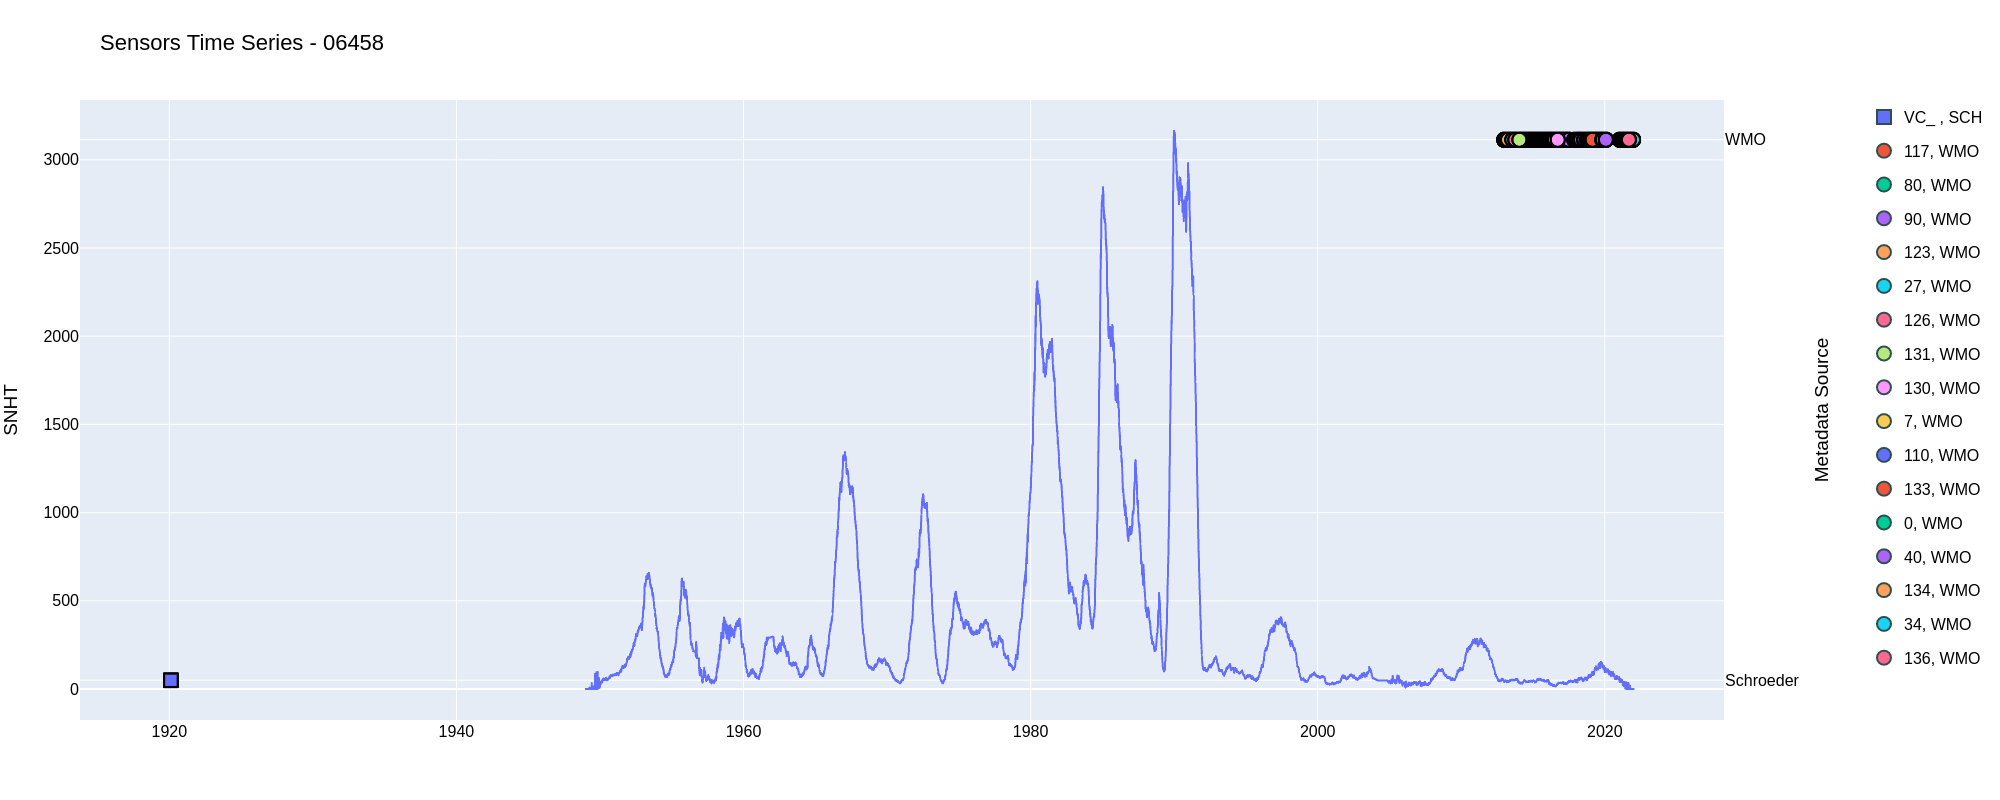 Sensors Time Series - 06458
SNHT
3000
2500
2000
1500
1000
500
0
1920
1940
1960
1980
2000
2020
WMO
Schroeder
Metadata Source
VC_ , SCH
117, WMO
80, WMO
90, WMO
123, WMO
27, WMO
126, WMO
131, WMO
130, WMO
7, WMO
110, WMO
133, WMO
0, WMO
40, WMO
134, WMO
34, WMO
136, WMO